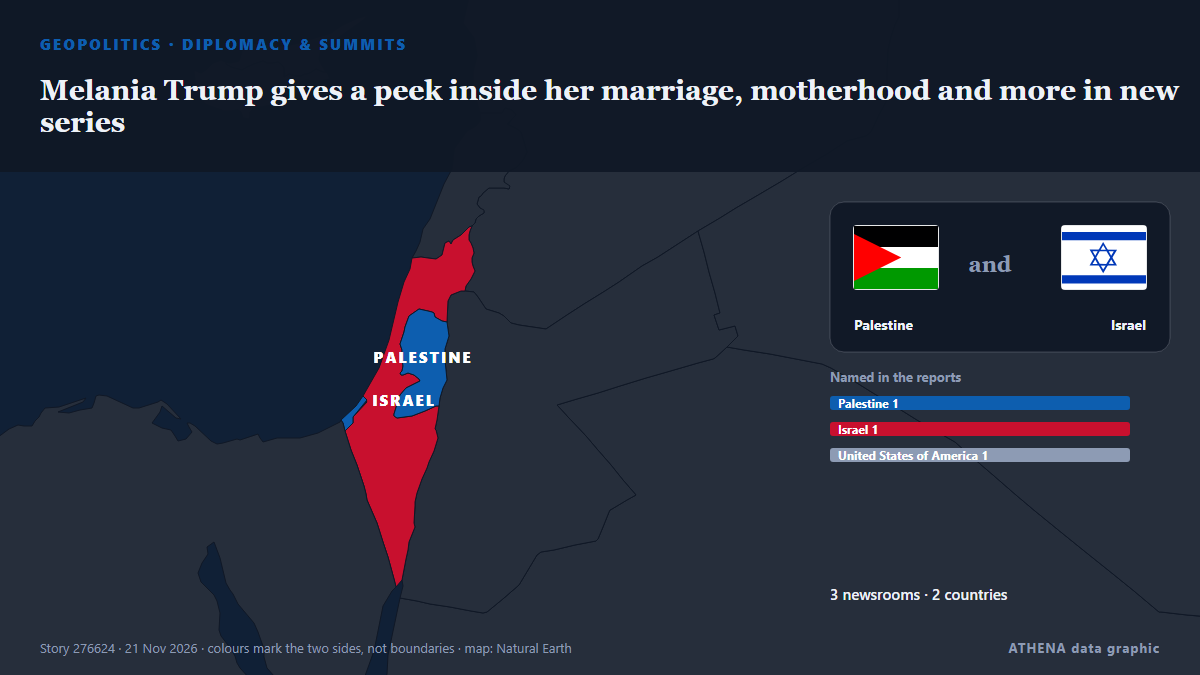 GEOPOLITICS · DIPLOMACY & SUMMITS
Melania Trump gives a peek inside her marriage, motherhood and more in new
series
and
Palestine
Israel
Named in the reports
Palestine 1
Israel 1
United States of America 1
PALESTINE
ISRAEL
3 newsrooms · 2 countries
Story 276624 · 21 Nov 2026 · colours mark the two sides, not boundaries · map: Natural Earth
ATHENA data graphic